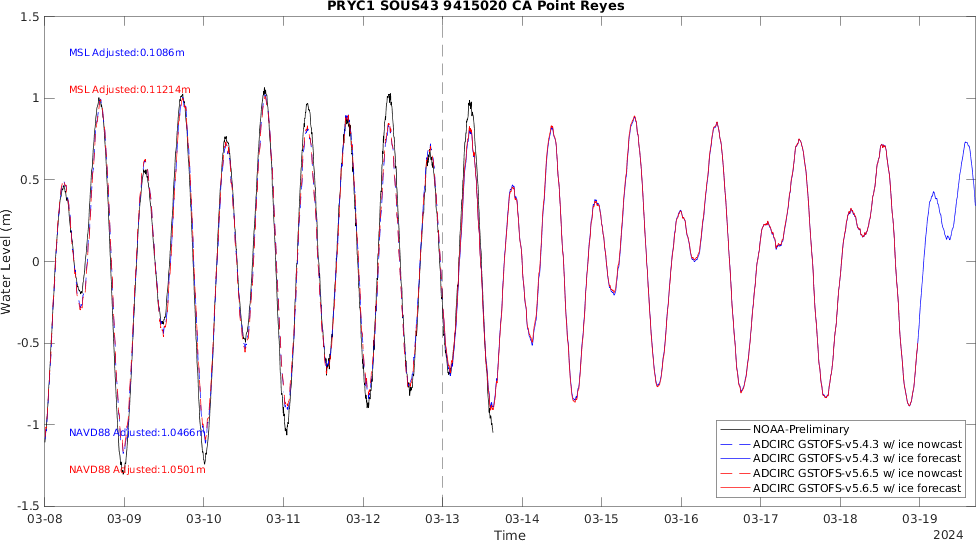 PRYC1 SOUS43 9415020 CA Point Reyes
MSL Adjusted:0.1086m
MSL Adjusted:0.11214m
NAVD88 Adjusted:1.0466m
NAVD88 Adjusted:1.0501m
Water Level (m)
1.5
1
0.5
0
-0.5
-1
-1.5
NOAA-Preliminary
ADCIRC GSTOFS-v5.4.3 w/ ice nowcast
ADCIRC GSTOFS-v5.4.3 w/ ice forecast
ADCIRC GSTOFS-v5.6.5 w/ ice nowcast
ADCIRC GSTOFS-v5.6.5 w/ ice forecast
03-08 03-09 03-10 03-11 03-12 03-13 03-14 03-15 03-16 03-17 03-18 03-19
Time
2024